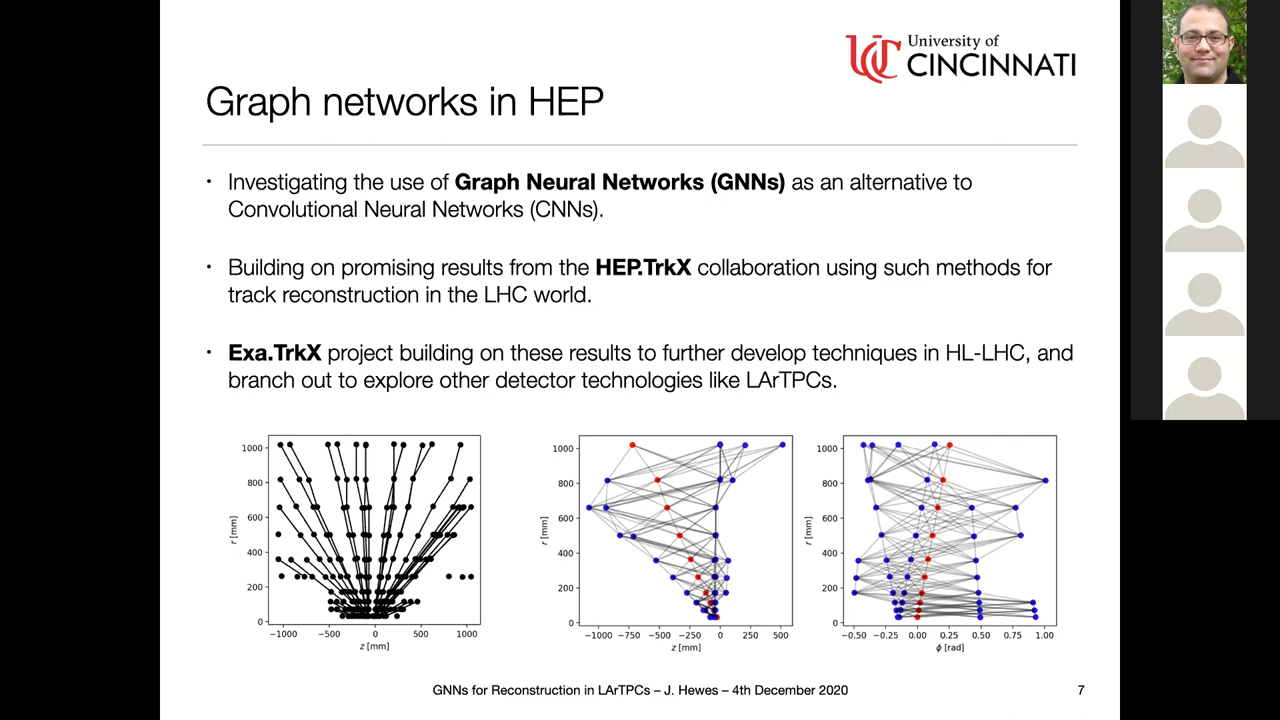 University of
CINCINNATI
Graph networks in HEP
• Investigating the use of Graph Neural Networks (GNNs) as an alternative to
Convolutional Neural Networks (CNNs).
• Building on promising results from the HEP.TrkX collaboration using such methods for
track reconstruction in the LHC world.
• Exa.TrkX project building on these results to further develop techniques in HL-LHC, and
branch out to explore other detector technologies like LArTPCs.
1000
800
600
400
200
0
r [mm]
−1000 −500 0 500 1000
z [mm]
1000
800
600
400
200
0
r [mm]
−1000 −750 −500 −250 0 250 500
z [mm]
1000
800
600
400
200
0
r [mm]
−0.50 −0.25 0.00 0.25 0.50 0.75 1.00
ϕ [rad]
GNNs for Reconstruction in LArTPCs – J. Hewes – 4th December 2020
7